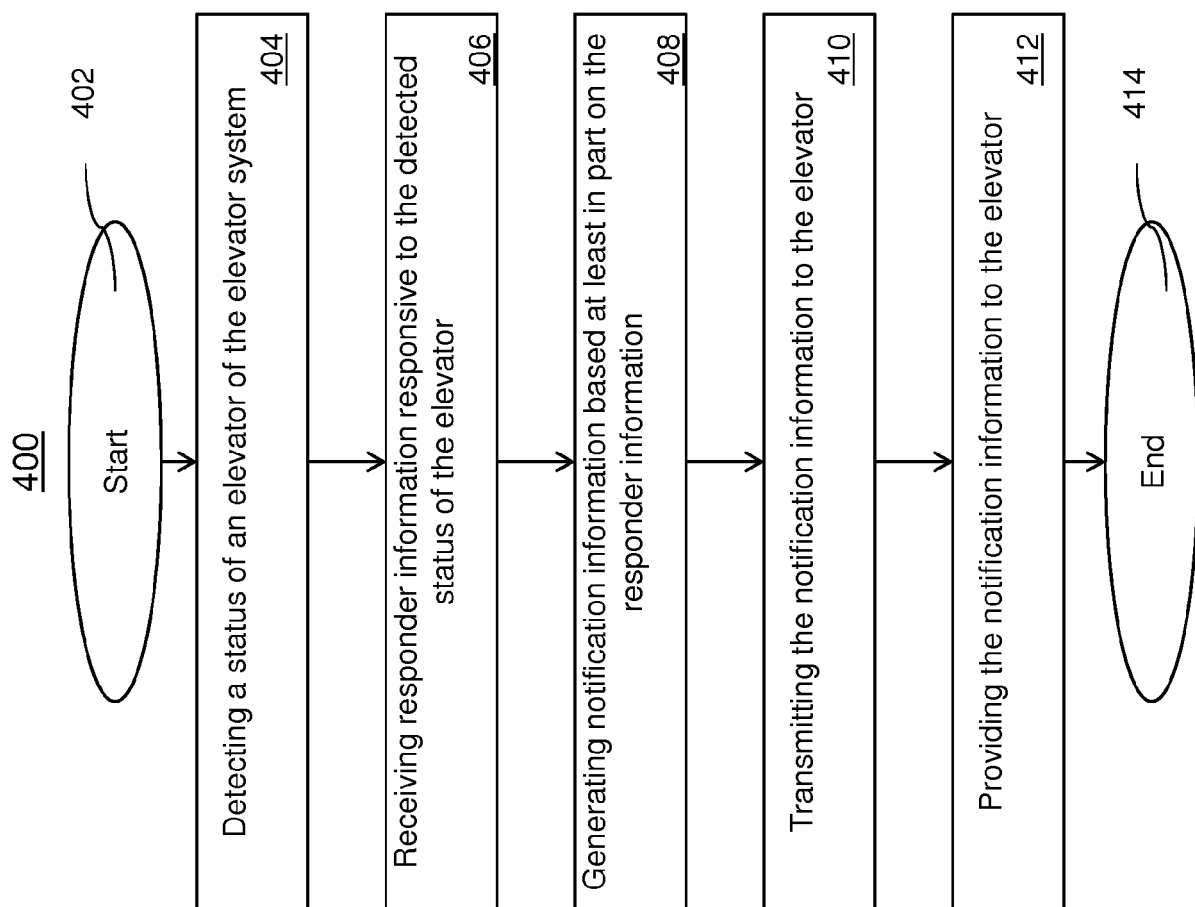 400
402
Start
Detecting a status of an elevator of the elevator system
404
Receiving responder information responsive to the detected
status of the elevator
406
Generating notification information based at least in part on the
responder information
408
Transmitting the notification information to the elevator
410
Providing the notification information to the elevator
412
414
End